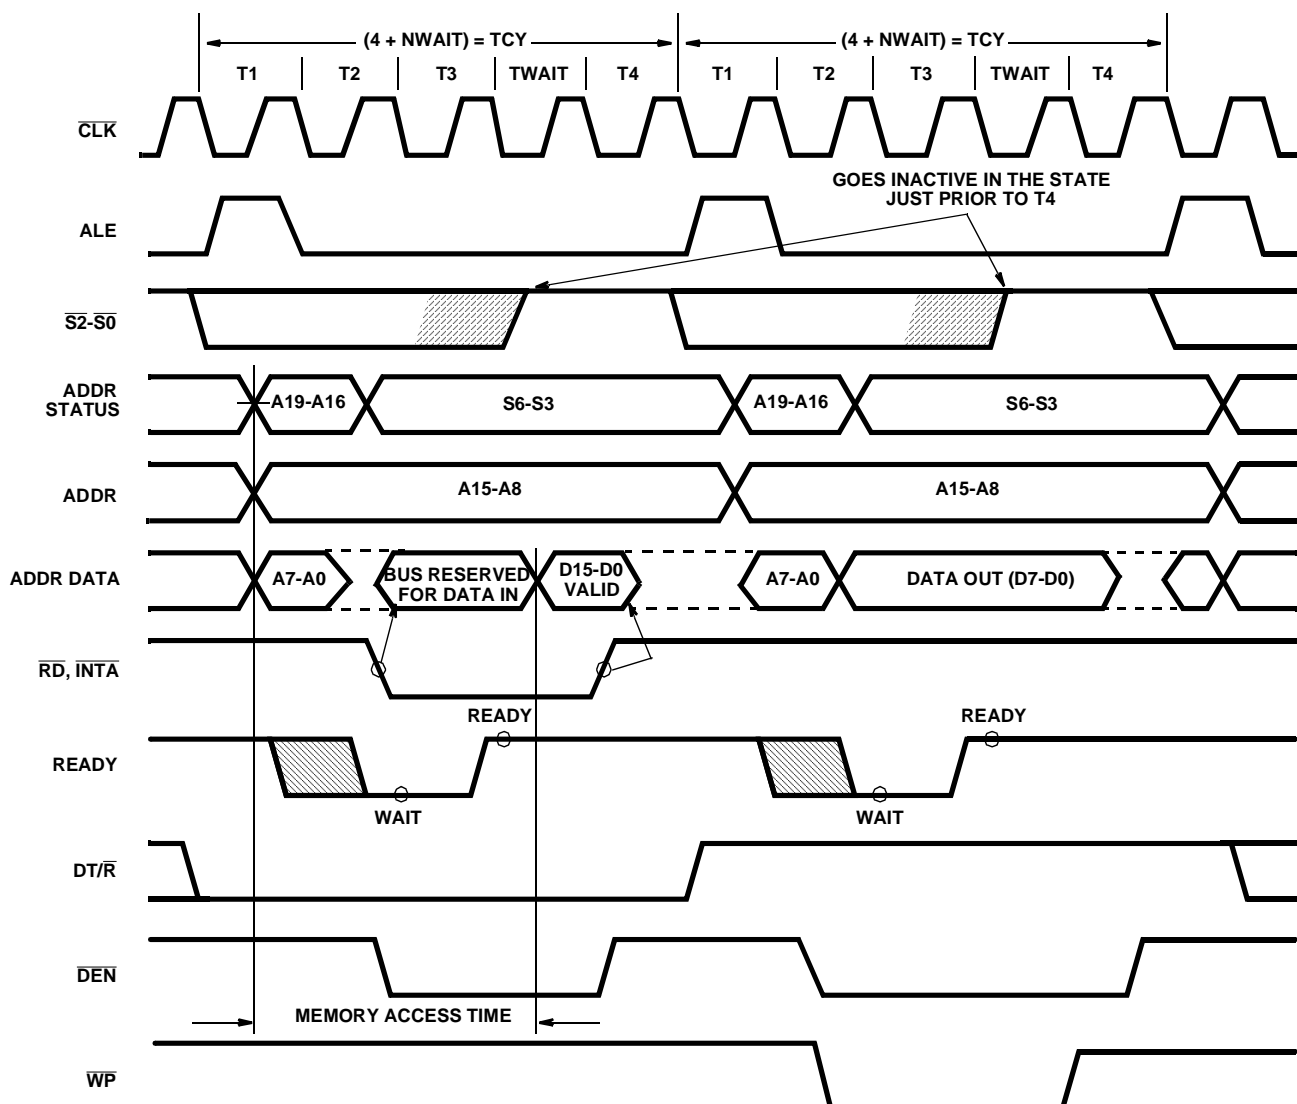 (4 + NWAIT) = TCY (4 + NWAIT) = TCY
T1 T2 T3 TWAIT T4 T1 T2 T3 TWAIT T4
CLK
GOES INACTIVE IN THE STATE
JUST PRIOR TO T4
ALE
S2-S0
ADDR
STATUS
A19-A16 S6-S3 A19-A16 S6-S3
ADDR
A15-A8 A15-A8
ADDR DATA
A7-A0
BUS RESERVED
FOR DATA IN
D15-D0
VALID
A7-A0
DATA OUT (D7-D0)
RD, INTA
READY READY
READY
WAIT WAIT
DT/R
DEN
MEMORY ACCESS TIME
WP